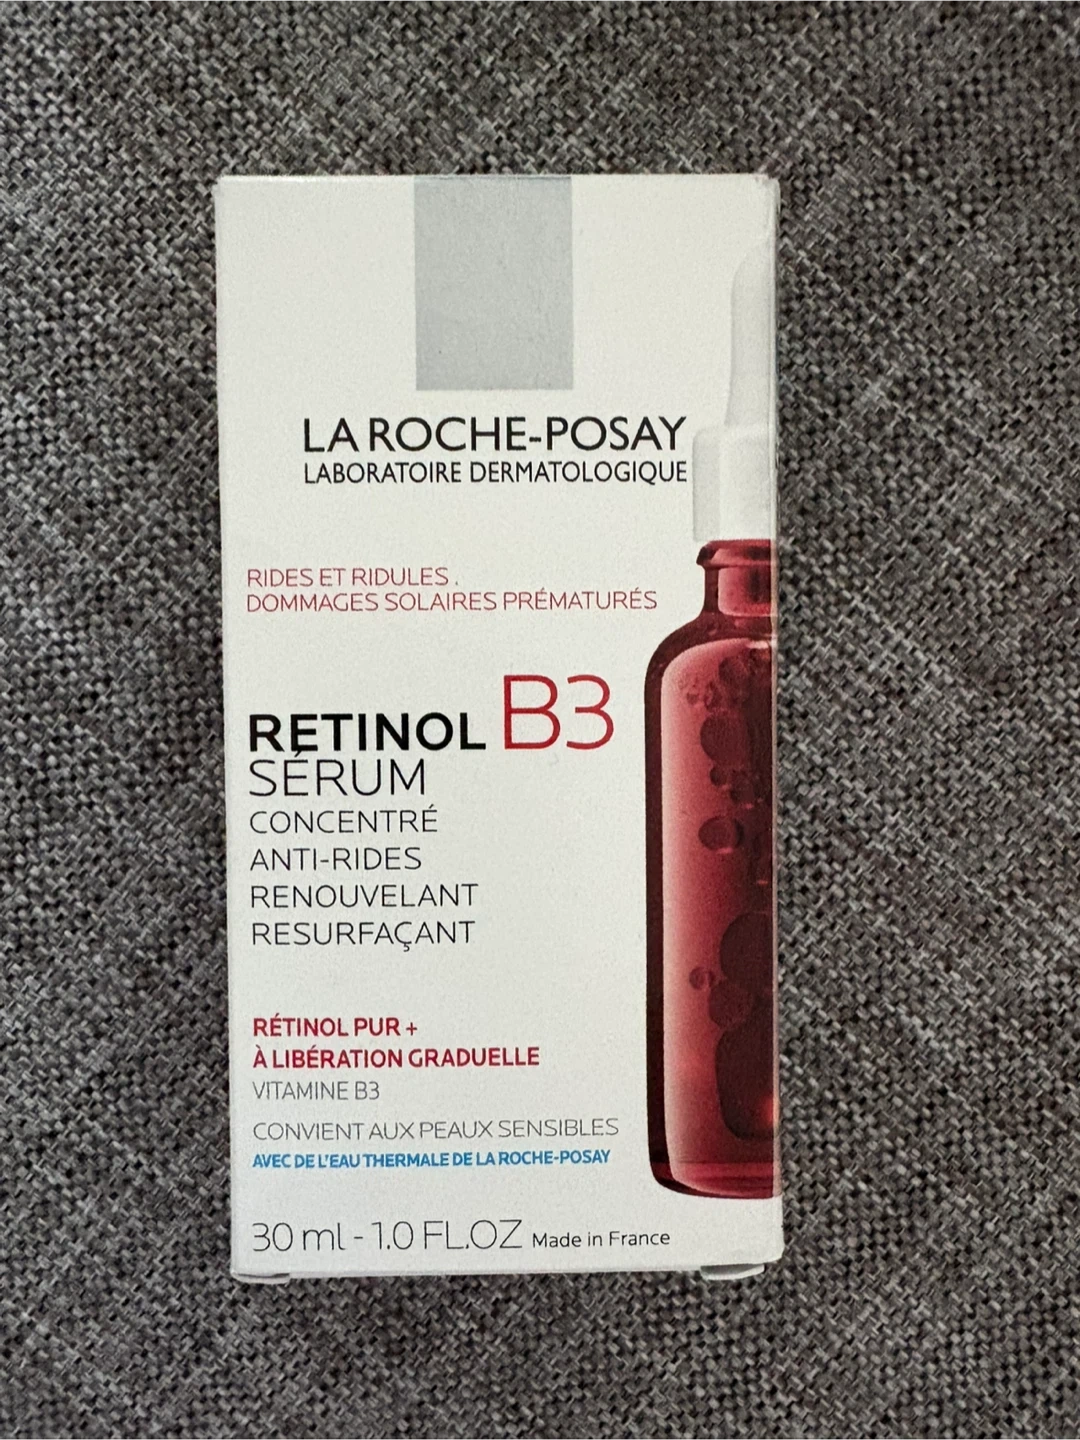 LA ROCHE-POSAY
LABORATOIRE DERMATOLOGIQUE
RIDES ET RIDULES .
DOMMAGES SOLAIRES PRÉMATURÉS
RETINOL B3
SÉRUM
CONCENTRÉ
ANTI-RIDES
RENOUVELANT
RESURFAÇANT
RÉTINOL PUR +
À LIBÉRATION GRADUELLE
VITAMINE B3
CONVIENT AUX PEAUX SENSIBLES
AVEC DE L'EAU THERMALE DE LA ROCHE-POSAY
30 ml - 1.0 FL.OZ Made in France